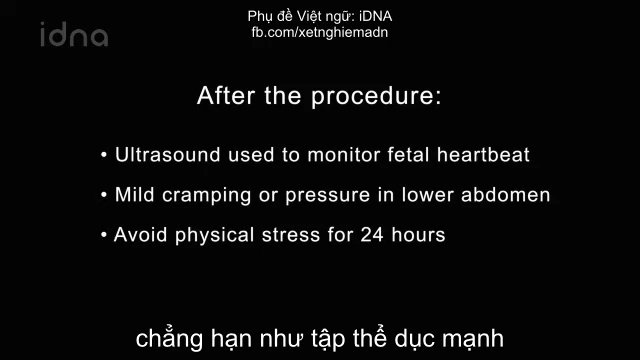 Phụ đề Việt ngữ: iDNA
fb.com/xetnghiemadn
idna
After the procedure:
• Ultrasound used to monitor fetal heartbeat
• Mild cramping or pressure in lower abdomen
• Avoid physical stress for 24 hours
chẳng hạn như tập thể dục mạnh